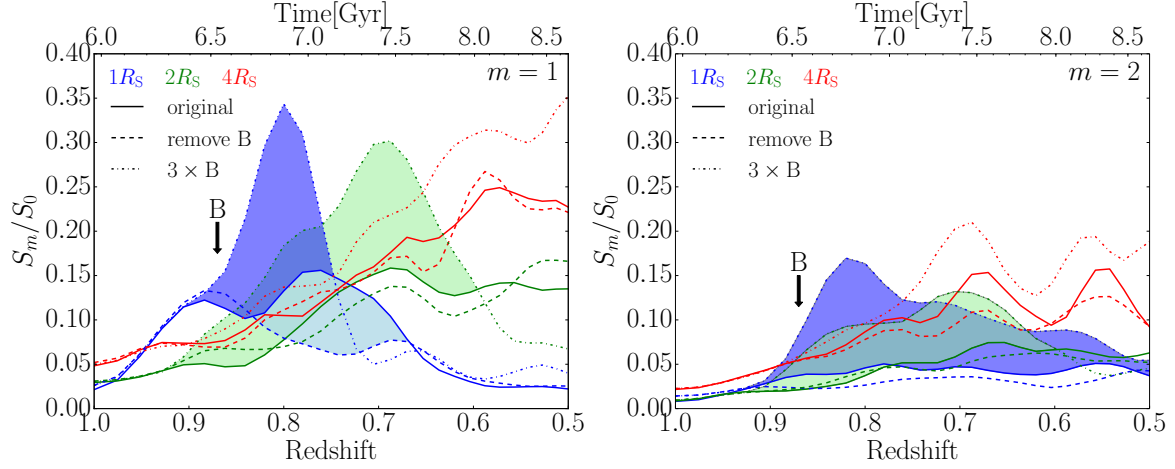 Time[Gyr]
6.0 6.5 7.0 7.5 8.0 8.5
0.40
0.35
0.30
0.25
0.20
0.15
0.10
0.05
0.00
S_m/S_0
1R_S 2R_S 4R_S
m = 1
original
remove B
3 × B
B
1.0 0.9 0.8 0.7 0.6 0.5
Redshift
Time[Gyr]
6.0 6.5 7.0 7.5 8.0 8.5
0.40
0.35
0.30
0.25
0.20
0.15
0.10
0.05
0.00
S_m/S_0
1R_S 2R_S 4R_S
m = 2
original
remove B
3 × B
B
1.0 0.9 0.8 0.7 0.6 0.5
Redshift